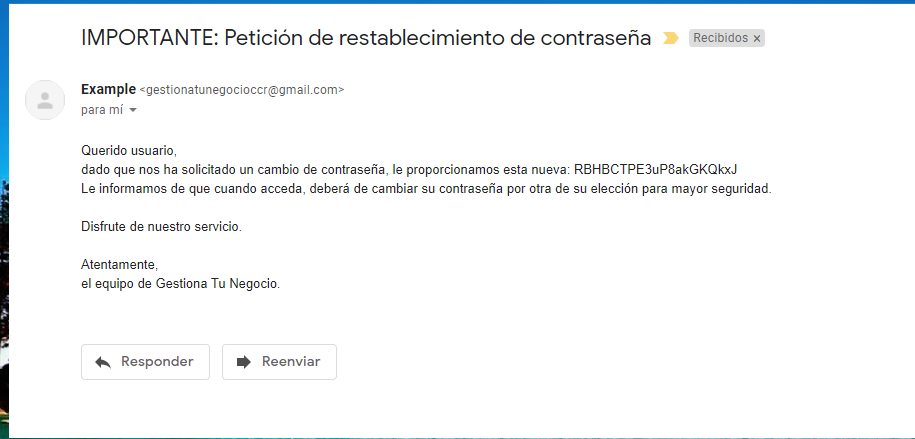 IMPORTANTE: Petición de restablecimiento de contraseña Recibidos ×
Example <gestionatunegocioccr@gmail.com>
para mí
Querido usuario,
dado que nos ha solicitado un cambio de contraseña, le proporcionamos esta nueva: RBHBCTPE3uP8akGKQkxJ
Le informamos de que cuando acceda, deberá de cambiar su contraseña por otra de su elección para mayor seguridad.
Disfrute de nuestro servicio.
Atentamente,
el equipo de Gestiona Tu Negocio.
Responder Reenviar